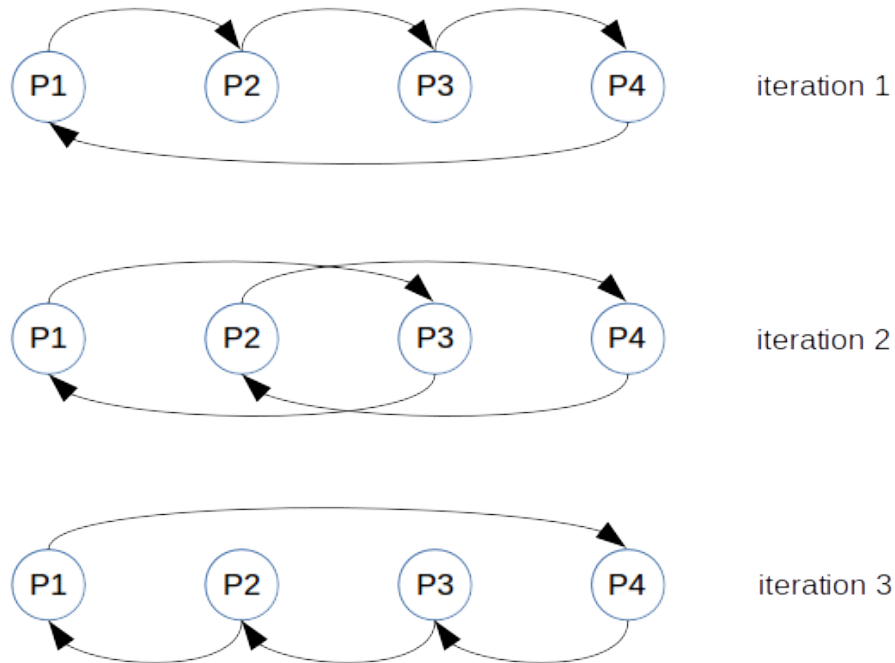 P1 P2 P3 P4 iteration 1
P1 P2 P3 P4 iteration 2
P1 P2 P3 P4 iteration 3